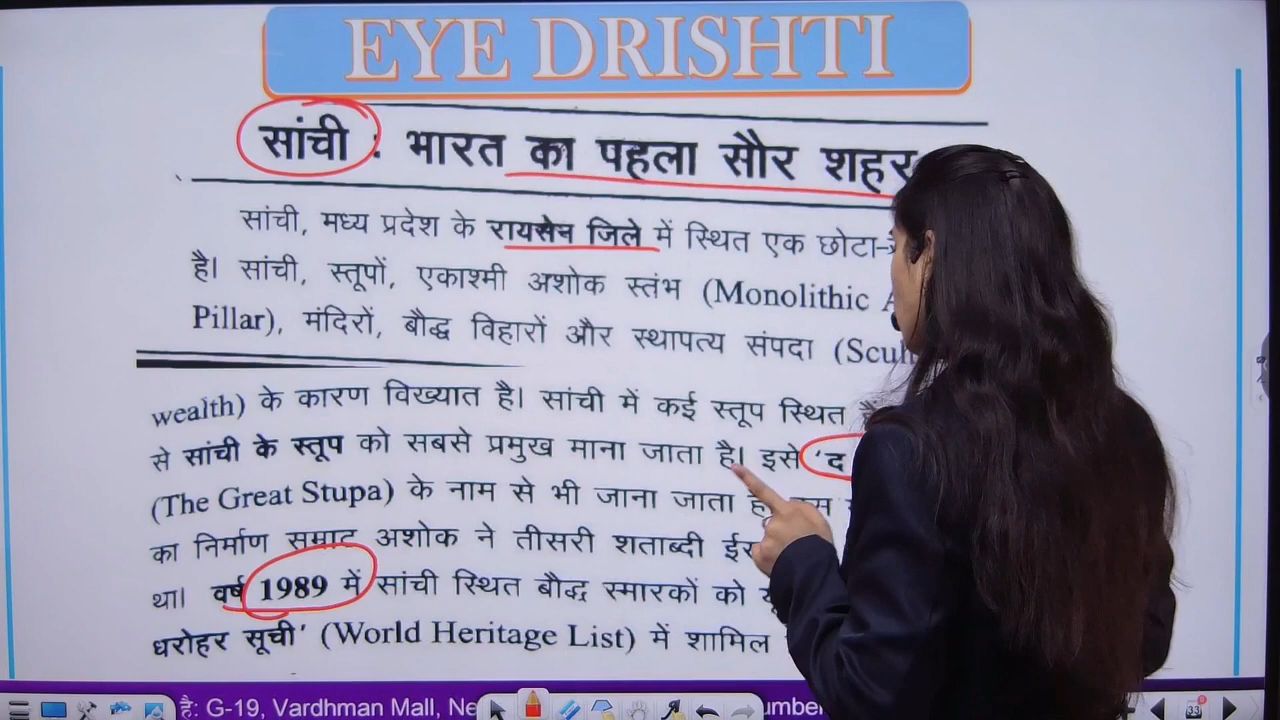 EYE DRISHTI
सांची : भारत का पहला सौर शहर
सांची, मध्य प्रदेश के रायसेन जिले में स्थित एक छोटा-
है। सांची, स्तूपों, एकाश्मी अशोक स्तंभ (Monolithic
Pillar), मंदिरों, बौद्ध विहारों और स्थापत्य संपदा
wealth) के कारण विख्यात है। सांची में कई स्तूप स्थित
से सांची के स्तूप को सबसे प्रमुख माना जाता है। इसे 'द
(The Great Stupa) के नाम से भी जाना जाता
का निर्माण सम्राट अशोक ने तीसरी शताब्दी
था। वर्ष 1989 में सांची स्थित बौद्ध स्मारकों को
धरोहर सूची' (World Heritage List) में शामिल
है: G-19, Vardhman Mall,
33